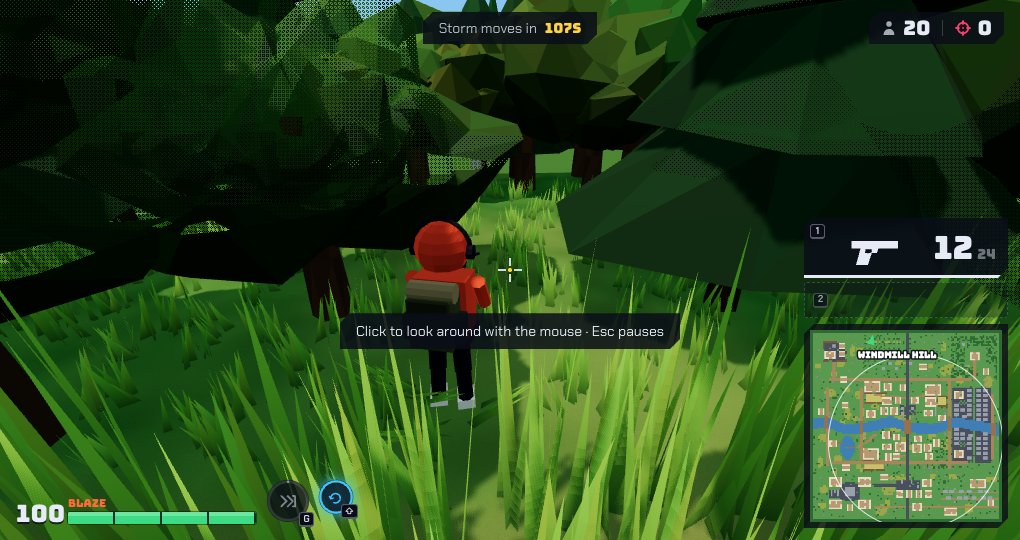 Storm moves in 107S
20 0
1
12 24
2
Click to look around with the mouse · Esc pauses
WINDMILL HILL
100 BLAZE
G